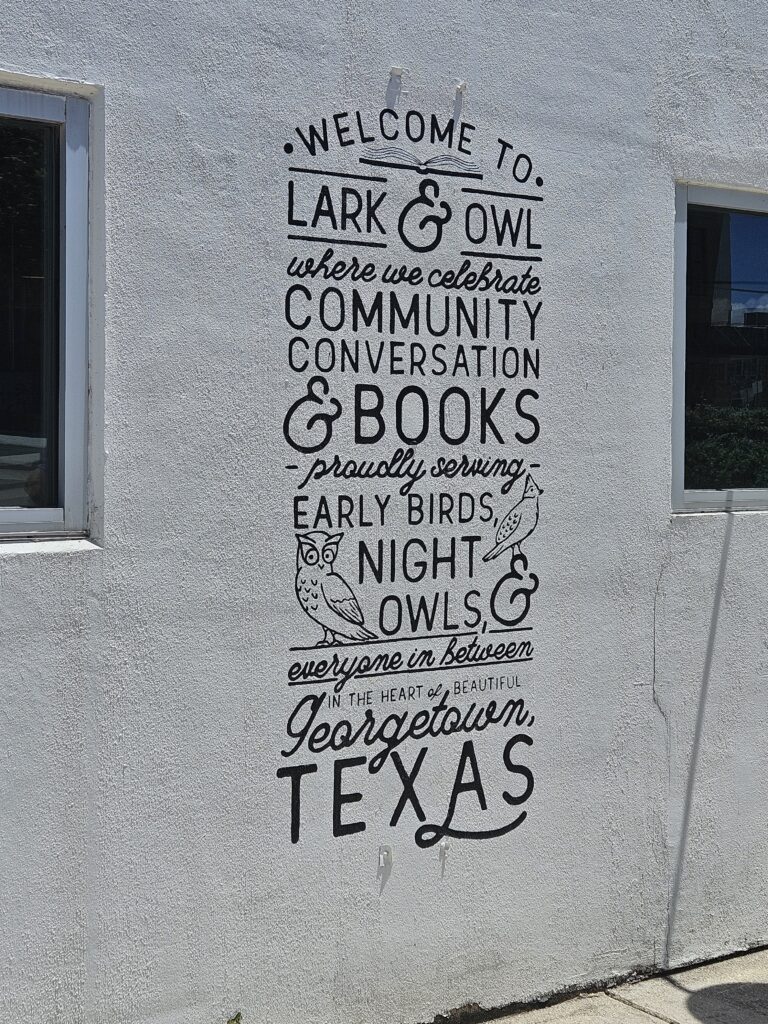 • WELCOME TO •
LARK & OWL
where we celebrate
COMMUNITY
CONVERSATION
& BOOKS
- proudly serving -
EARLY BIRDS,
NIGHT
OWLS, &
everyone in between
IN THE HEART of BEAUTIFUL
Georgetown,
TEXAS